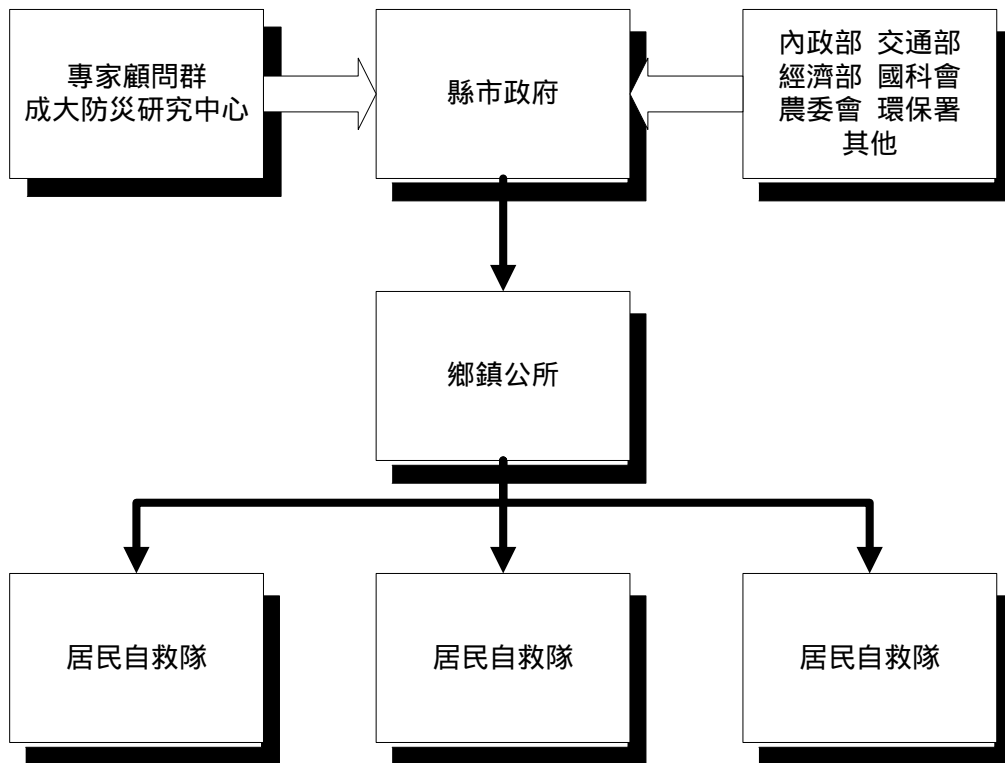 專家顧問群
成大防災研究中心
縣市政府
內政部 交通部
經濟部 國科會
農委會 環保署
其他
鄉鎮公所
居民自救隊
居民自救隊
居民自救隊